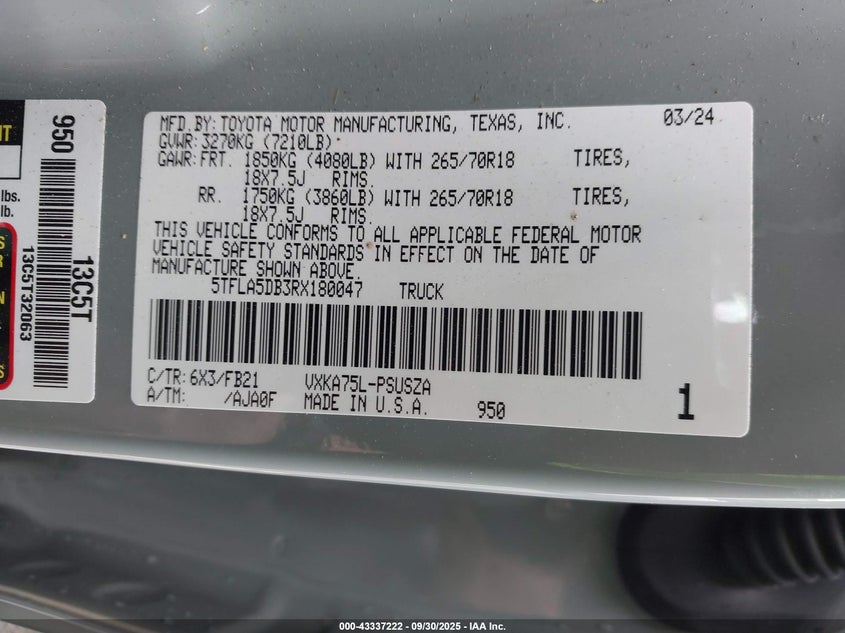 NT
lbs.
lb.
S
R
N
S
950
13C5T
13C5T32063
MFD.BY:TOYOTA MOTOR MANUFACTURING, TEXAS, INC. 03/24
GVWR:3270KG (7210LB)
GAWR:FRT. 1850KG (4080LB) WITH 265/70R18 TIRES,
18X7.5J RIMS.
RR. 1750KG (3860LB) WITH 265/70R18 TIRES,
18X7.5J RIMS.
THIS VEHICLE CONFORMS TO ALL APPLICABLE FEDERAL MOTOR
VEHICLE SAFETY STANDARDS IN EFFECT ON THE DATE OF
MANUFACTURE SHOWN ABOVE.
5TFLA5DB3RX180047 TRUCK
C/TR:6X3/FB21 VXKA75L-PSUSZA
A/TM: /AJA0F MADE IN U.S.A. 950 1
000-43337222 - 09/30/2025 - IAA Inc.